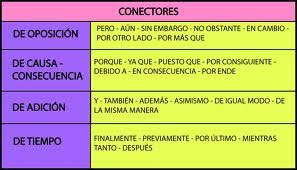 CONECTORES
DE OPOSICIÓN
PERO - AÚN - SIN EMBARGO - NO OBSTANTE - EN CAMBIO -
POR OTRO LADO - POR MÁS QUE
DE CAUSA -
CONSECUENCIA
PORQUE - YA QUE - PUESTO QUE - POR CONSIGUIENTE -
DEBIDO A - EN CONSECUENCIA - POR ENDE
DE ADICIÓN
Y - TAMBIÉN - ADEMÁS - ASIMISMO - DE IGUAL MODO - DE
LA MISMA MANERA
DE TIEMPO
FINALMENTE - PREVIAMENTE - POR ÚLTIMO - MIENTRAS
TANTO - DESPUÉS